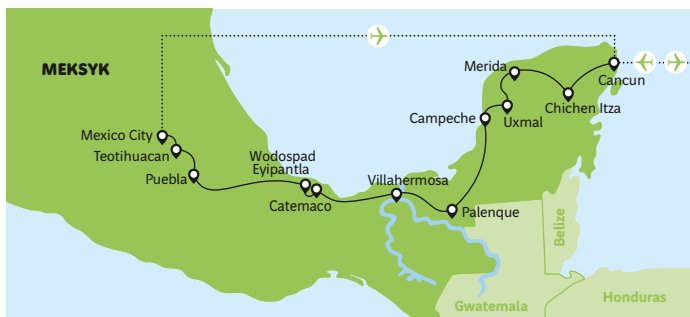 MEKSYK
Merida
Cancun
Chichen Itza
Campeche
Uxmal
Mexico City
Teotihuacan
Wodospad
Eyipantla
Puebla
Villahermosa
Catemaco
Palenque
Belize
Gwatemala
Honduras